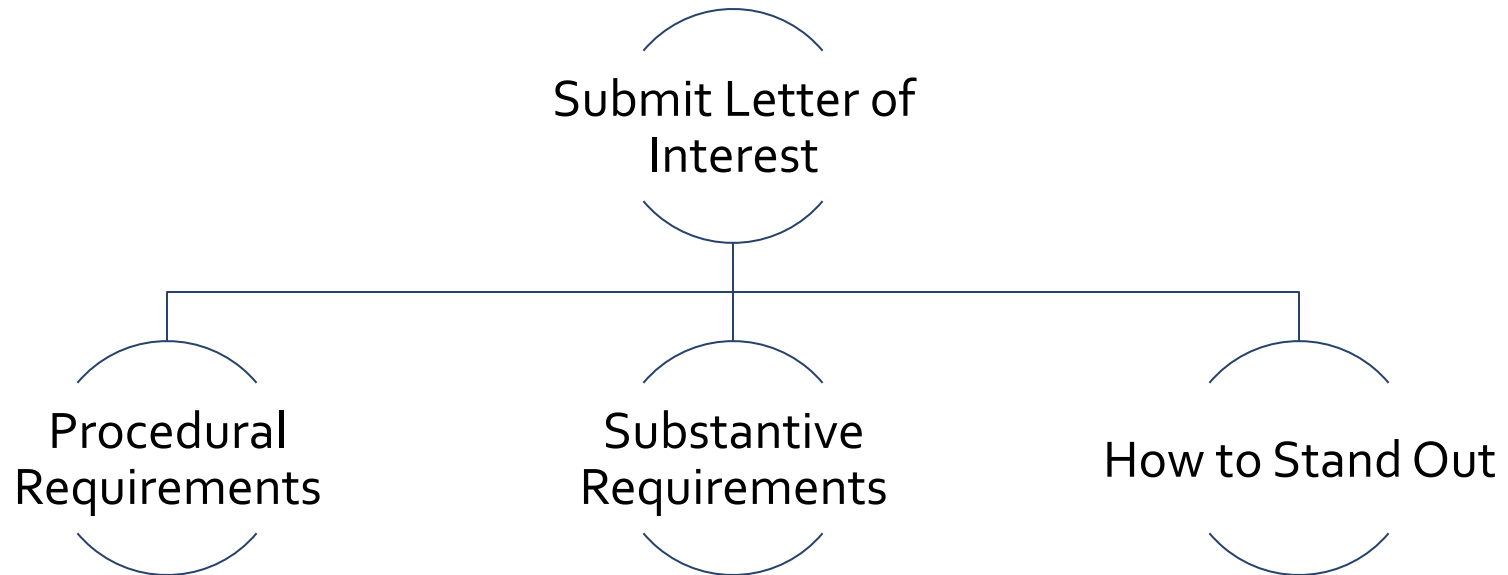 Submit Letter of
Interest
Procedural
Requirements
Substantive
Requirements
How to Stand Out